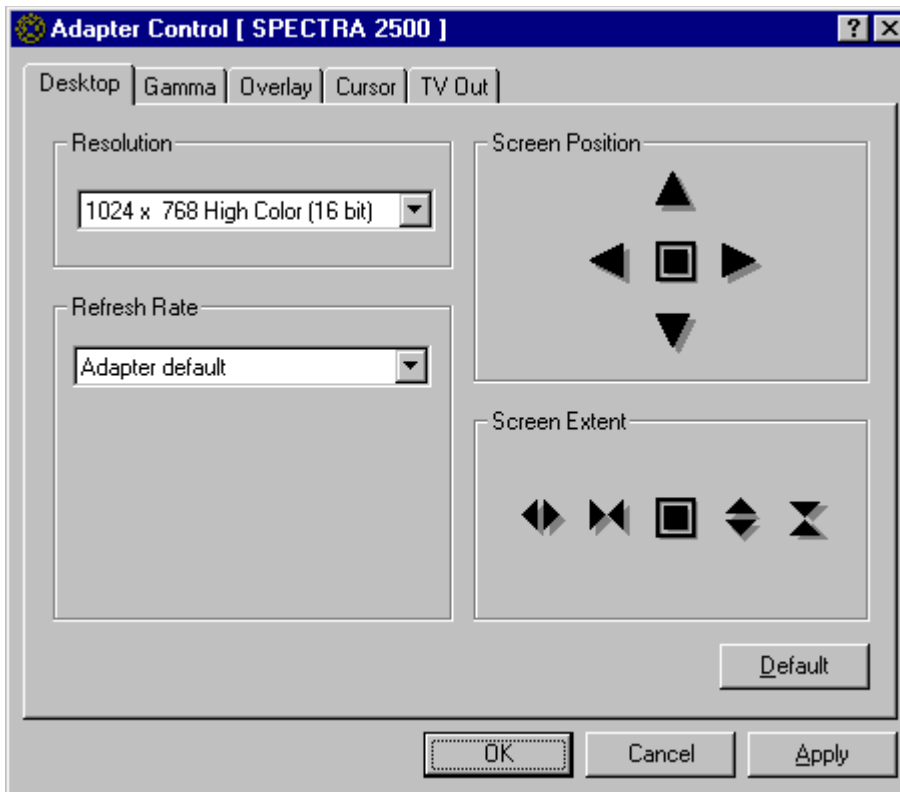 Adapter Control [ SPECTRA 2500 ]
Desktop
Gamma
Overlay
Cursor
TV Out
Resolution
1024 x  768 High Color (16 bit)
Refresh Rate
Adapter default
Screen Position
Screen Extent
Default
OK
Cancel
Apply